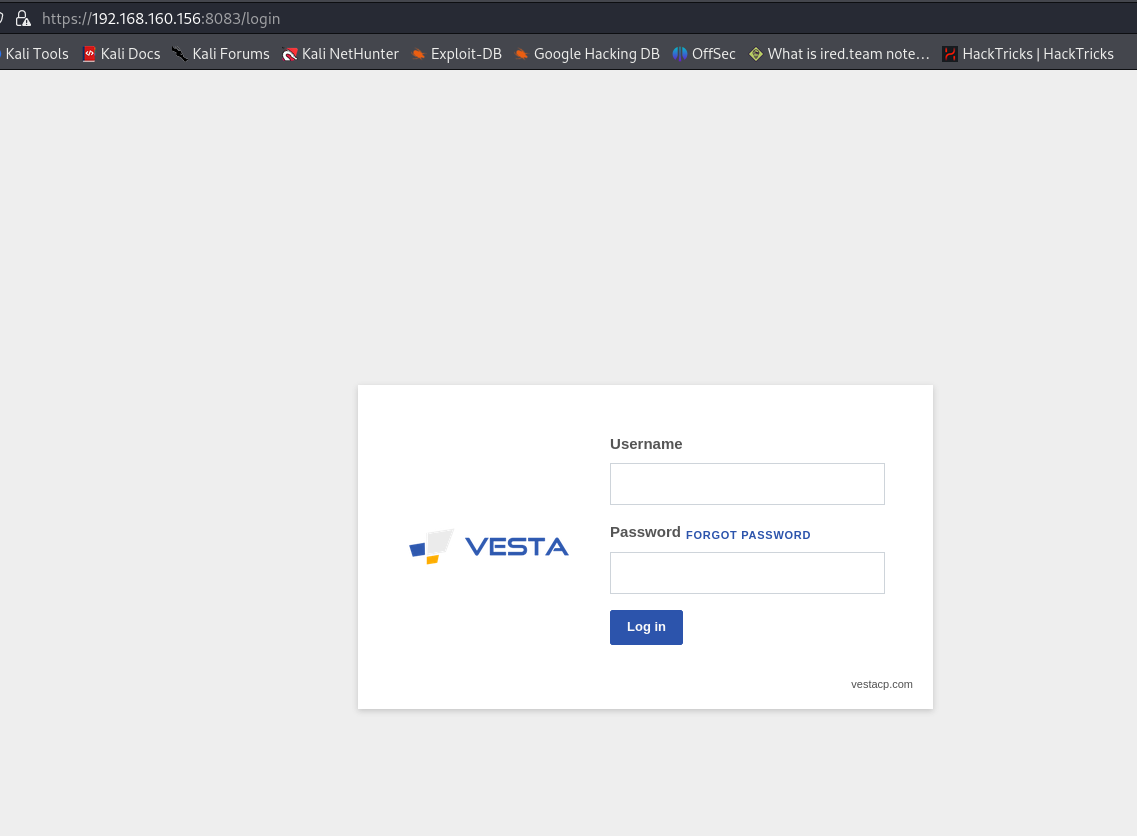 https://192.168.160.156:8083/login
Kali Tools Kali Docs Kali Forums Kali NetHunter Exploit-DB Google Hacking DB OffSec What is ired.team note… HackTricks | HackTricks
Username
Password FORGOT PASSWORD
VESTA
Log in
vestacp.com